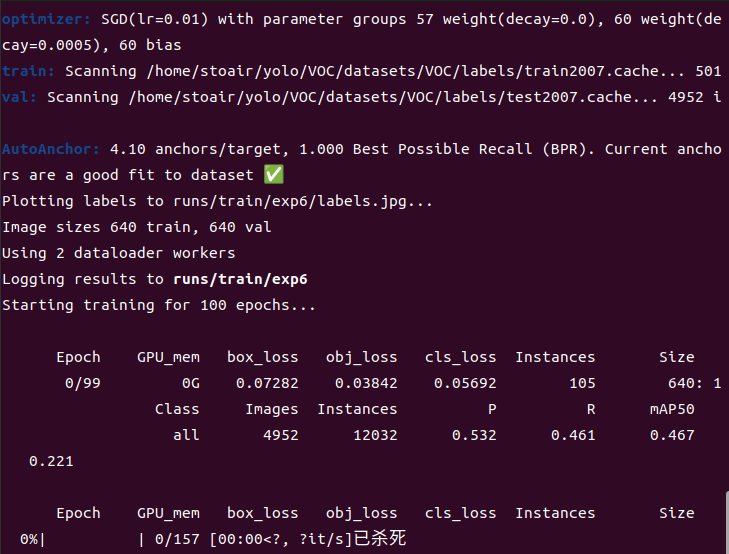 optimizer: SGD(lr=0.01) with parameter groups 57 weight(decay=0.0), 60 weight(de
cay=0.0005), 60 bias
train: Scanning /home/stoair/yolo/VOC/datasets/VOC/labels/train2007.cache... 501
val: Scanning /home/stoair/yolo/VOC/datasets/VOC/labels/test2007.cache... 4952 i
AutoAnchor: 4.10 anchors/target, 1.000 Best Possible Recall (BPR). Current ancho
rs are a good fit to dataset ✅
Plotting labels to runs/train/exp6/labels.jpg...
Image sizes 640 train, 640 val
Using 2 dataloader workers
Logging results to runs/train/exp6
Starting training for 100 epochs...
Epoch GPU_mem box_loss obj_loss cls_loss Instances Size
0/99 0G 0.07282 0.03842 0.05692 105 640: 1
Class Images Instances P R mAP50
all 4952 12032 0.532 0.461 0.467
0.221
Epoch GPU_mem box_loss obj_loss cls_loss Instances Size
0%| | 0/157 [00:00<?, ?it/s]已杀死